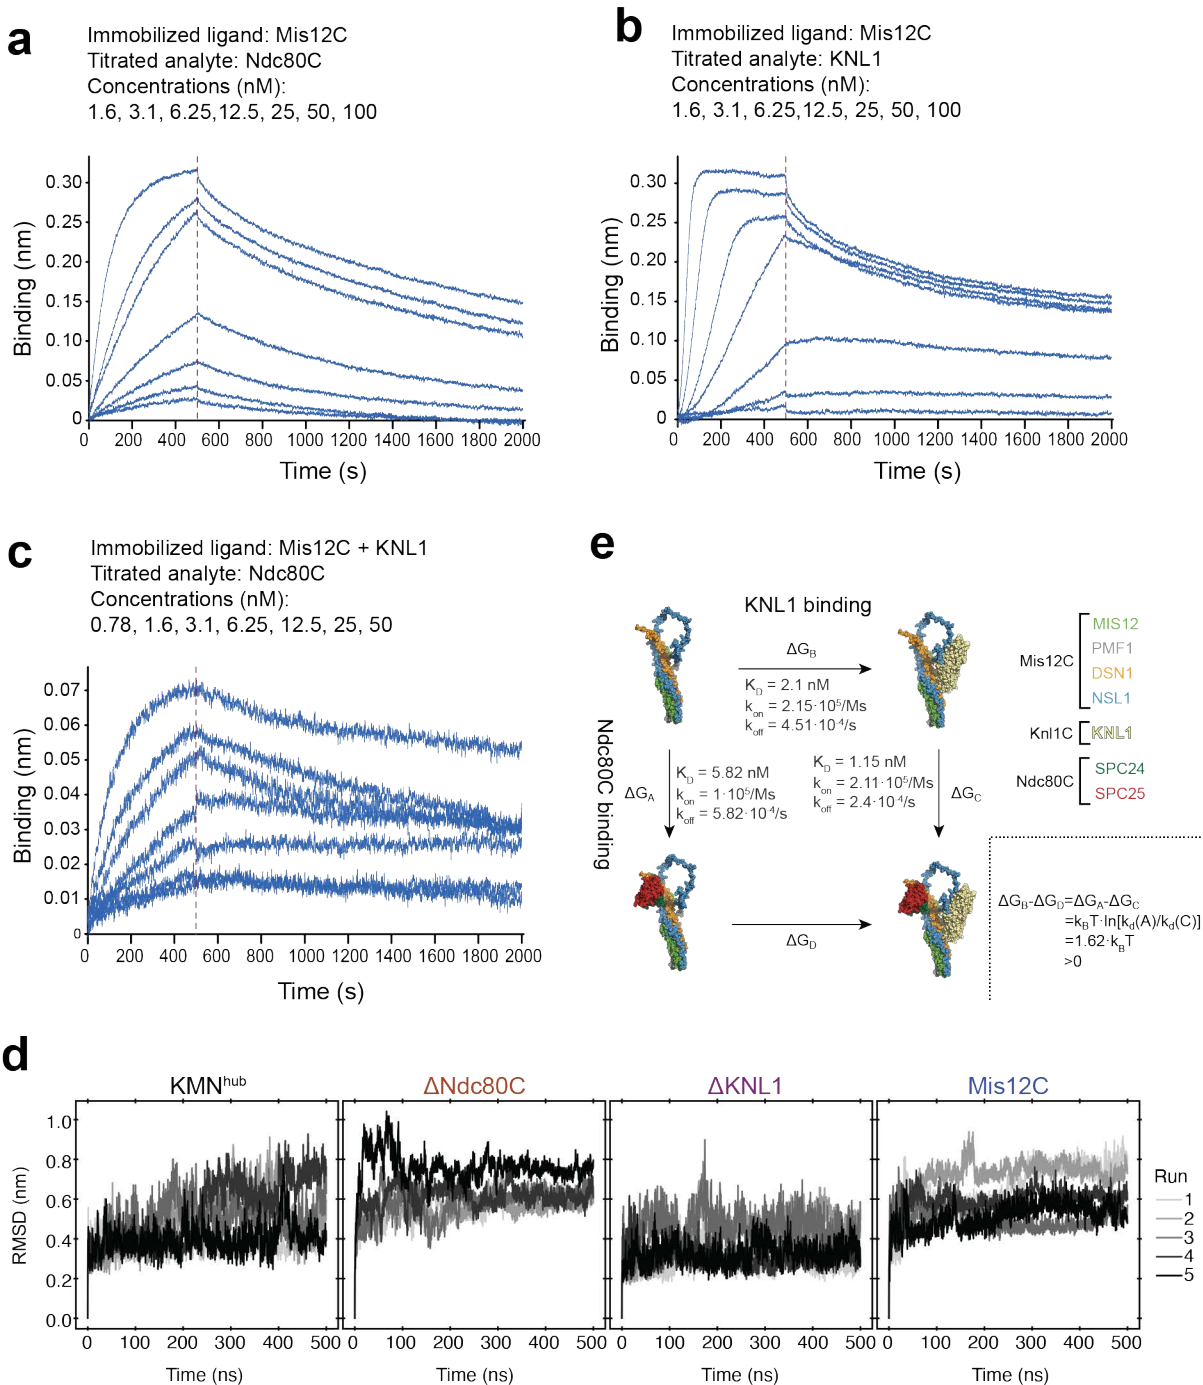 a
Immobilized ligand: Mis12C
Titrated analyte: Ndc80C
Concentrations (nM):
1.6, 3.1, 6.25,12.5, 25, 50, 100
Binding (nm)
0.30
0.25
0.20
0.15
0.10
0.05
0
0 200 400 600 800 1000 1200 1400 1600 1800 2000
Time (s)
b
Immobilized ligand: Mis12C
Titrated analyte: KNL1
Concentrations (nM):
1.6, 3.1, 6.25,12.5, 25, 50, 100
Binding (nm)
0.30
0.25
0.20
0.15
0.10
0.05
0
0 200 400 600 800 1000 1200 1400 1600 1800 2000
Time (s)
c
Immobilized ligand: Mis12C + KNL1
Titrated analyte: Ndc80C
Concentrations (nM):
0.78, 1.6, 3.1, 6.25, 12.5, 25, 50
Binding (nm)
0.07
0.06
0.05
0.04
0.03
0.02
0.01
0
0 200 400 600 800 1000 1200 1400 1600 1800 2000
Time (s)
e
KNL1 binding
ΔG_B
K_D = 2.1 nM
k_on = 2.15·10⁵/Ms
k_off = 4.51·10⁻⁴/s
Ndc80C binding
ΔG_A
K_D = 5.82 nM
k_on = 1·10⁵/Ms
k_off = 5.82·10⁻⁴/s
K_D = 1.15 nM
k_on = 2.11·10⁵/Ms
k_off = 2.4·10⁻⁴/s
ΔG_C
ΔG_D
Mis12C
MIS12
PMF1
DSN1
NSL1
Knl1C
KNL1
Ndc80C
SPC24
SPC25
ΔG_B-ΔG_D=ΔG_A-ΔG_C
=k_BT·ln[k_d(A)/k_d(C)]
=1.62·k_BT
>0
d
KMN^hub
ΔNdc80C
ΔKNL1
Mis12C
RMSD (nm)
1.0
0.8
0.6
0.4
0.2
0.0
0 100 200 300 400 500
0 100 200 300 400 500
0 100 200 300 400 500
0 100 200 300 400 500
Time (ns)
Time (ns)
Time (ns)
Time (ns)
Run
1
2
3
4
5